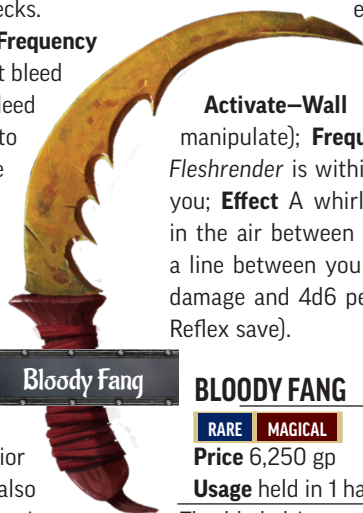 ecks.
Frequency
t bleed
leed
to
e
e
Activate—Wall
manipulate); Frequ
Fleshrender is withi
you; Effect A whirl
in the air between
a line between you
damage and 4d6 pe
Reflex save).
Bloody Fang
BLOODY FANG
RARE MAGICAL
Price 6,250 gp
Usage held in 1 ha
ior
also